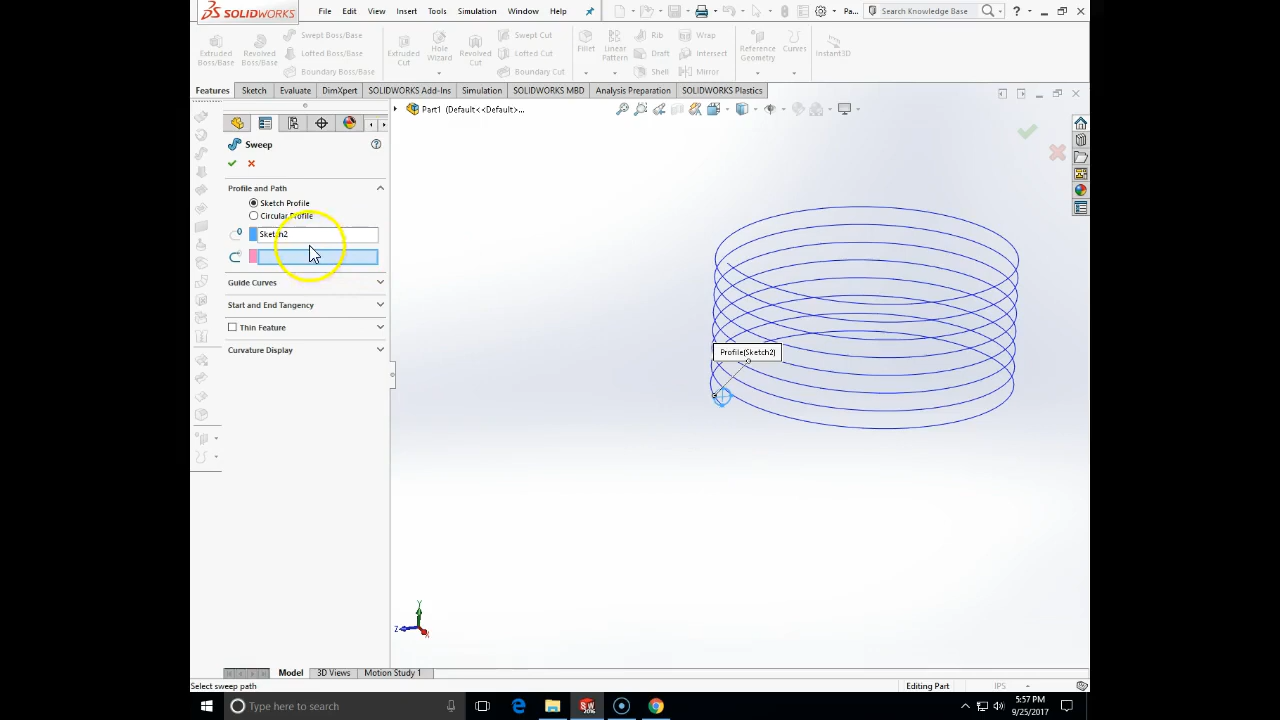 SOLIDWORKS File Edit View Insert Tools Simulation Window Help Pa... Search Knowledge Base ?
Extruded Boss/Base Revolved Boss/Base Swept Boss/Base Lofted Boss/Base Boundary Boss/Base Extruded Cut Hole Wizard Revolved Cut Swept Cut Lofted Cut Boundary Cut Fillet Linear Pattern Rib Draft Shell Wrap Intersect Mirror Reference Geometry Curves Instant3D
Features Sketch Evaluate DimXpert SOLIDWORKS Add-Ins Simulation SOLIDWORKS MBD Analysis Preparation SOLIDWORKS Plastics
Part1 (Default<<Default>...
Sweep ?
Profile and Path
Sketch Profile
Circular Profile
Sketch2
Guide Curves
Start and End Tangency
Thin Feature
Curvature Display
Profile(Sketch2)
Y
Z
X
Model 3D Views Motion Study 1
Select sweep path Editing Part IPS -
Type here to search
5:57 PM
9/25/2017